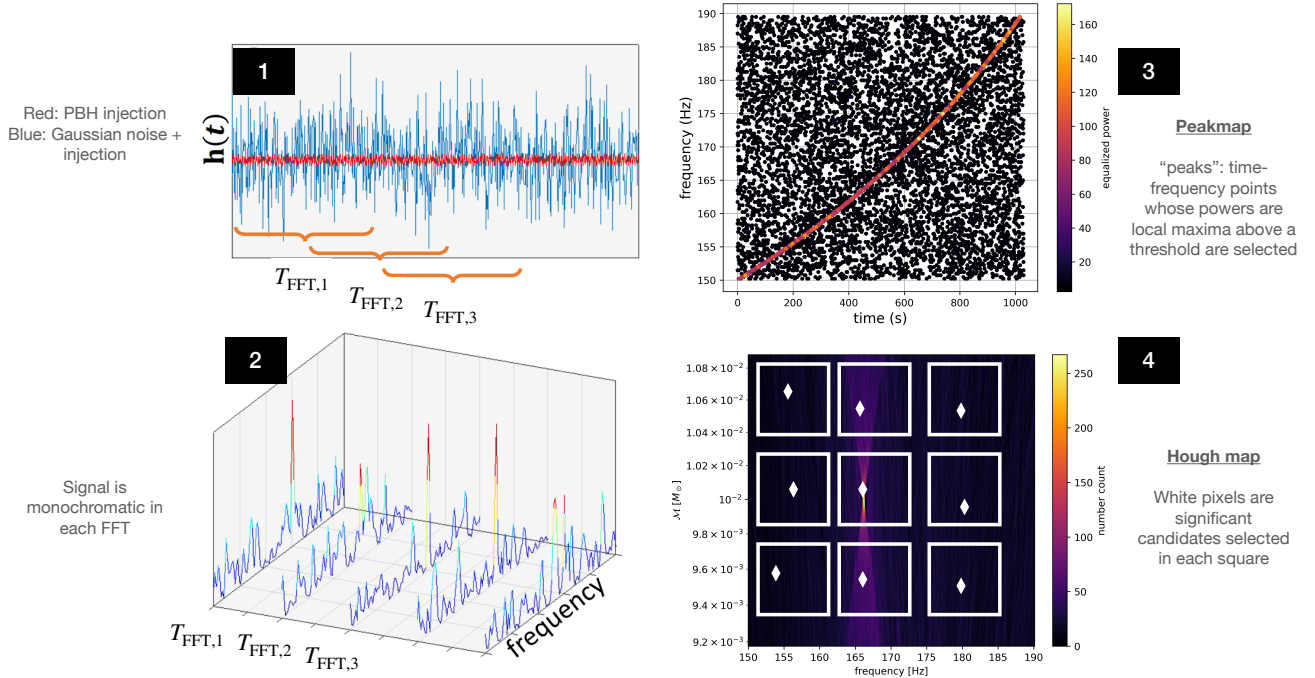 1
Red: PBH injection
Blue: Gaussian noise +
injection
h(t)
T_FFT,1
T_FFT,2
T_FFT,3
3
Peakmap
“peaks”: time-
frequency points
whose powers are
local maxima above a
threshold are selected
190
185
180
175
170
165
160
155
150
frequency (Hz)
0
200
400
600
800
1000
time (s)
160
140
120
100
80
60
40
20
equalized power
2
Signal is
monochromatic in
each FFT
T_FFT,1
T_FFT,2
T_FFT,3
frequency
4
Hough map
White pixels are
significant
candidates selected
in each square
1.08 × 10⁻²
1.06 × 10⁻²
1.04 × 10⁻²
1.02 × 10⁻²
10⁻²
9.8 × 10⁻³
9.6 × 10⁻³
9.4 × 10⁻³
9.2 × 10⁻³
ℳ [M⊙]
150
155
160
165
170
175
180
185
190
frequency [Hz]
250
200
150
100
50
0
number count